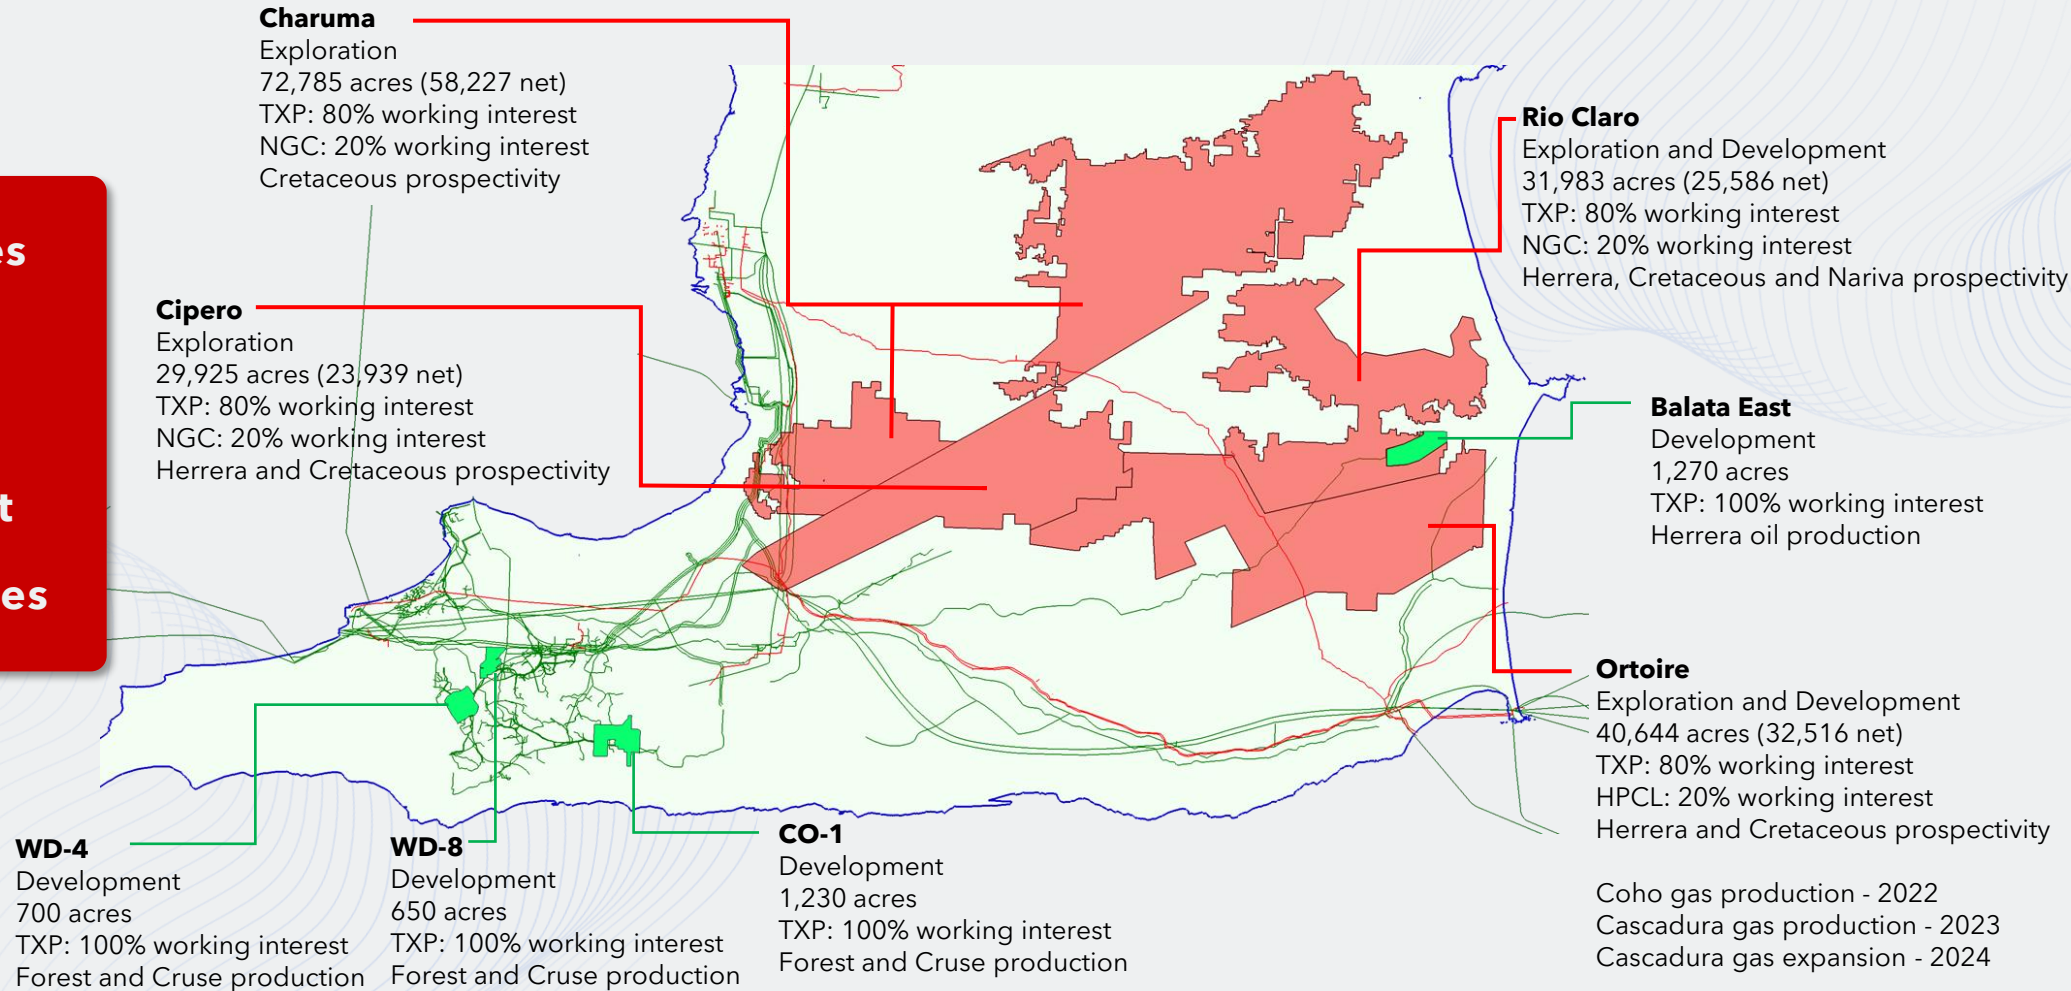 Charuma
Exploration
72,785 acres (58,227 net)
TXP: 80% working interest
NGC: 20% working interest
Cretaceous prospectivity
Rio Claro
Exploration and Development
31,983 acres (25,586 net)
TXP: 80% working interest
NGC: 20% working interest
Herrera, Cretaceous and Nariva prospectivity
Cipero
Exploration
29,925 acres (23,939 net)
TXP: 80% working interest
NGC: 20% working interest
Herrera and Cretaceous prospectivity
Balata East
Development
1,270 acres
TXP: 100% working interest
Herrera oil production
Ortoire
Exploration and Development
40,644 acres (32,516 net)
TXP: 80% working interest
HPCL: 20% working interest
Herrera and Cretaceous prospectivity
Coho gas production - 2022
Cascadura gas production - 2023
Cascadura gas expansion - 2024
WD-4
Development
700 acres
TXP: 100% working interest
Forest and Cruse production
WD-8
Development
650 acres
TXP: 100% working interest
Forest and Cruse production
CO-1
Development
1,230 acres
TXP: 100% working interest
Forest and Cruse production